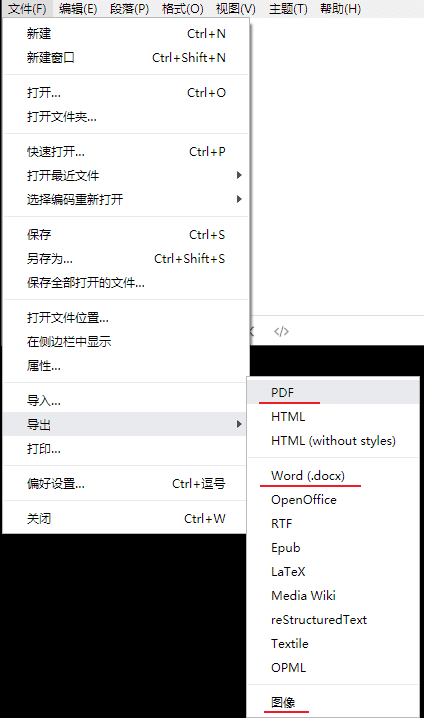 文件(F) 编辑(E) 段落(P) 格式(O) 视图(V) 主题(T) 帮助(H)
新建 Ctrl+N
新建窗口 Ctrl+Shift+N
打开... Ctrl+O
打开文件夹...
快速打开... Ctrl+P
打开最近文件
选择编码重新打开
保存 Ctrl+S
另存为... Ctrl+Shift+S
保存全部打开的文件...
打开文件位置...
在侧边栏中显示
属性...
导入...
导出
打印...
偏好设置... Ctrl+逗号
关闭 Ctrl+W
</>
PDF
HTML
HTML (without styles)
Word (.docx)
OpenOffice
RTF
Epub
LaTeX
Media Wiki
reStructuredText
Textile
OPML
图像